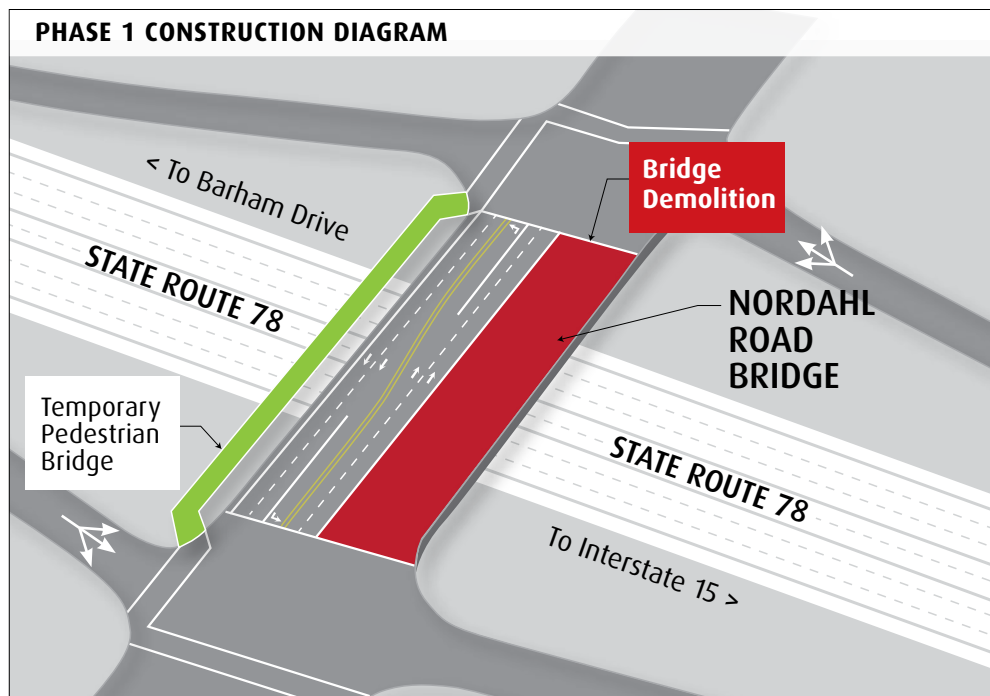 PHASE 1 CONSTRUCTION DIAGRAM
< To Barham Drive
STATE ROUTE 78
Bridge
Demolition
NORDAHL
ROAD
BRIDGE
Temporary
Pedestrian
Bridge
STATE ROUTE 78
To Interstate 15 >